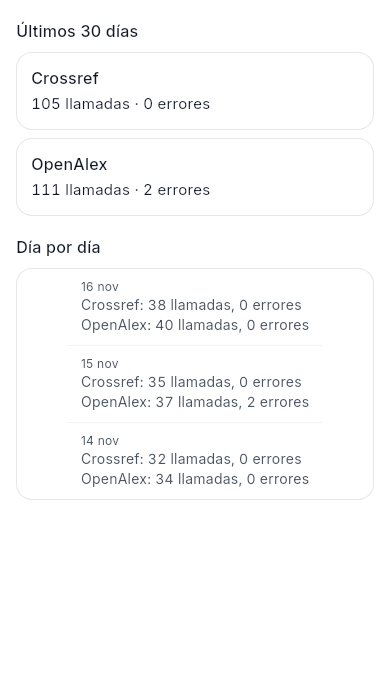 Últimos 30 días
Crossref
105 llamadas · 0 errores
OpenAlex
111 llamadas · 2 errores
Día por día
16 nov
Crossref: 38 llamadas, 0 errores
OpenAlex: 40 llamadas, 0 errores
15 nov
Crossref: 35 llamadas, 0 errores
OpenAlex: 37 llamadas, 2 errores
14 nov
Crossref: 32 llamadas, 0 errores
OpenAlex: 34 llamadas, 0 errores